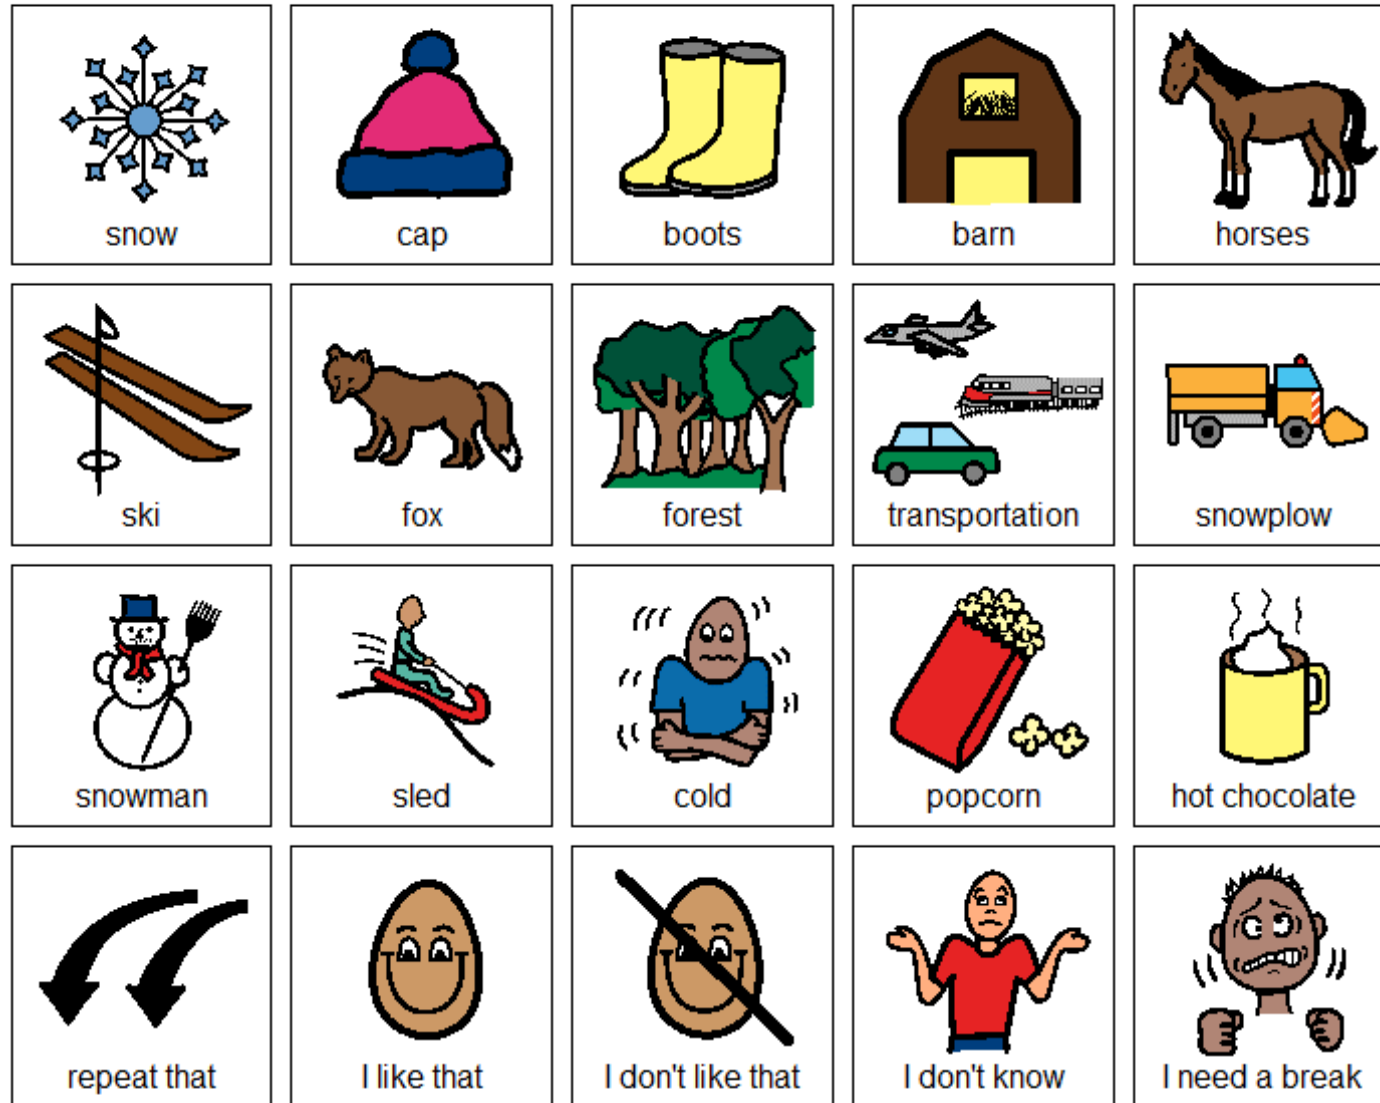 snow
cap
boots
barn
horses
ski
fox
forest
transportation
snowplow
snowman
sled
cold
popcorn
hot chocolate
repeat that
I like that
I don't like that
I don't know
I need a break